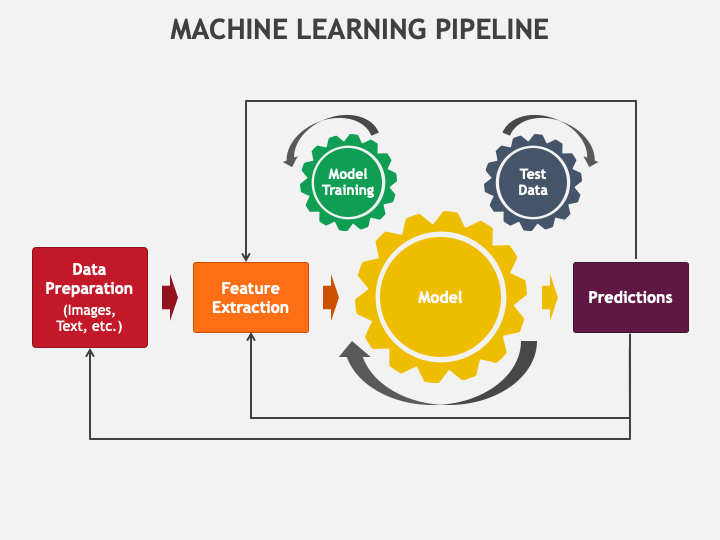 MACHINE LEARNING PIPELINE
Model
Training
Test
Data
Data
Preparation
(Images,
Text, etc.)
Feature
Extraction
Model
Predictions